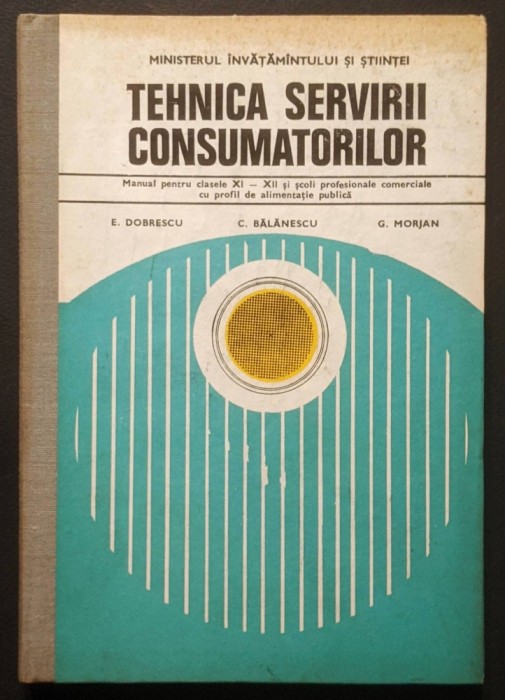 MINISTERUL ÎNVĂȚĂMÎNTULUI ȘI ȘTIINȚEI
TEHNICA SERVIRII
CONSUMATORILOR
Manual pentru clasele XI — XII și școli profesionale comerciale
cu profil de alimentație publică
E. DOBRESCU C. BĂLĂNESCU G. MORJAN